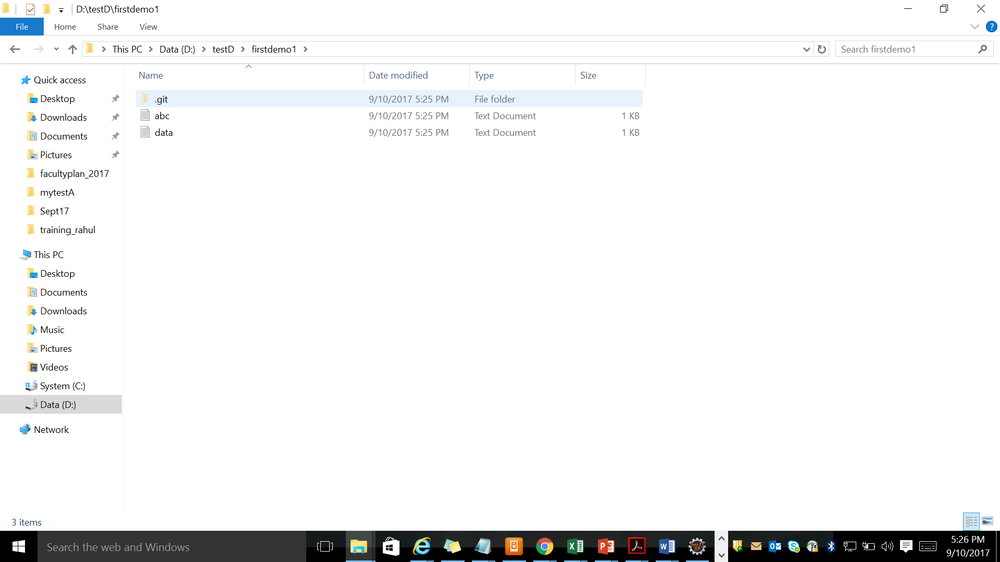 D:\testD\firstdemo1
File Home Share View
This PC Data (D:) testD firstdemo1
Search firstdemo1
Name Date modified Type Size
.git 9/10/2017 5:25 PM File folder
abc 9/10/2017 5:25 PM Text Document 1 KB
data 9/10/2017 5:25 PM Text Document 1 KB
Quick access
Desktop
Downloads
Documents
Pictures
facultyplan_2017
mytestA
Sept17
training_rahul
This PC
Desktop
Documents
Downloads
Music
Pictures
Videos
System (C:)
Data (D:)
Network
3 items
Search the web and Windows
Java EE
IDE
5:26 PM
9/10/2017